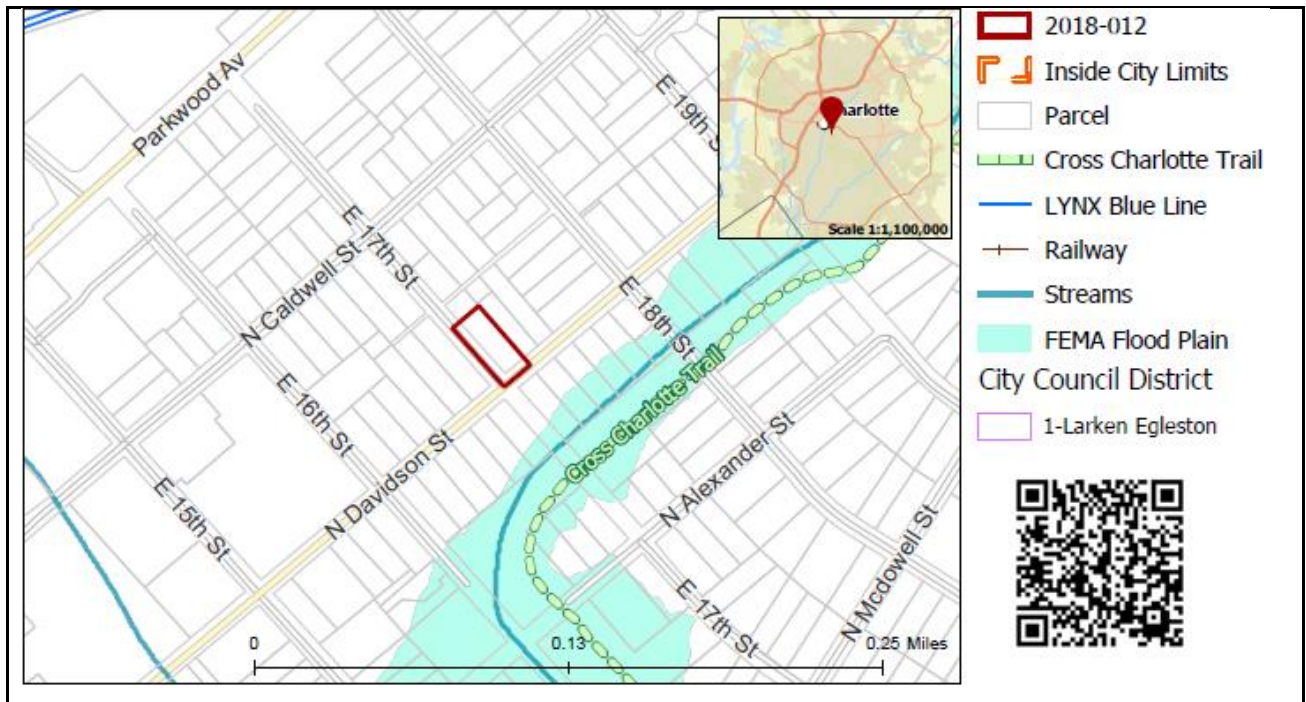 Parkwood Av
E 19th S
E 17th St
N Caldwell St
E 18th St
E 16th St
N Davidson St
E 15th St
Cross Charlotte Trail
N Alexander St
E 17th St
N Mcdowell St
0
0.13
0.25 Miles
harlotte
Scale 1:1,100,000
2018-012
Inside City Limits
Parcel
Cross Charlotte Trail
LYNX Blue Line
Railway
Streams
FEMA Flood Plain
City Council District
1-Larken Egleston